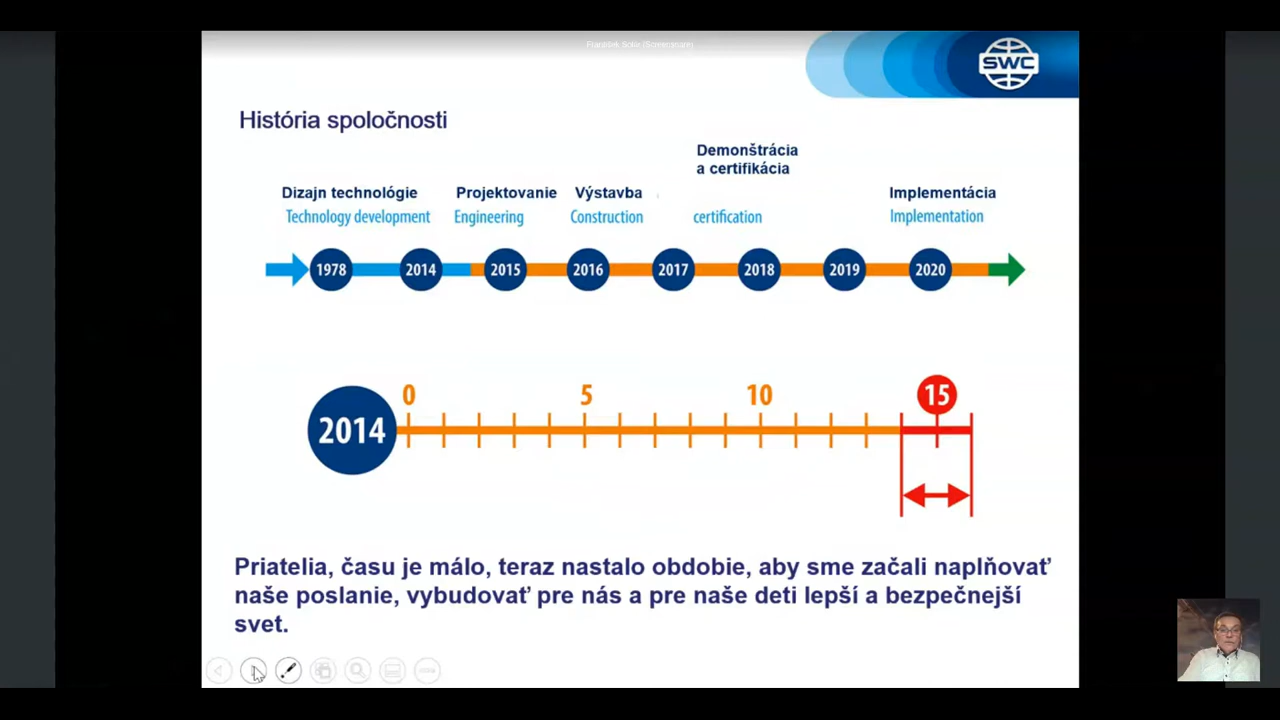 SWC
História spoločnosti
Demonštrácia
a certifikácia
Dizajn technológie Projektovanie Výstavba Implementácia
Technology development Engineering Construction certification Implementation
1978 2014 2015 2016 2017 2018 2019 2020
0 5 10 15
2014
Priatelia, času je málo, teraz nastalo obdobie, aby sme začali naplňovať
naše poslanie, vybudovať pre nás a pre naše deti lepší a bezpečnejší
svet.